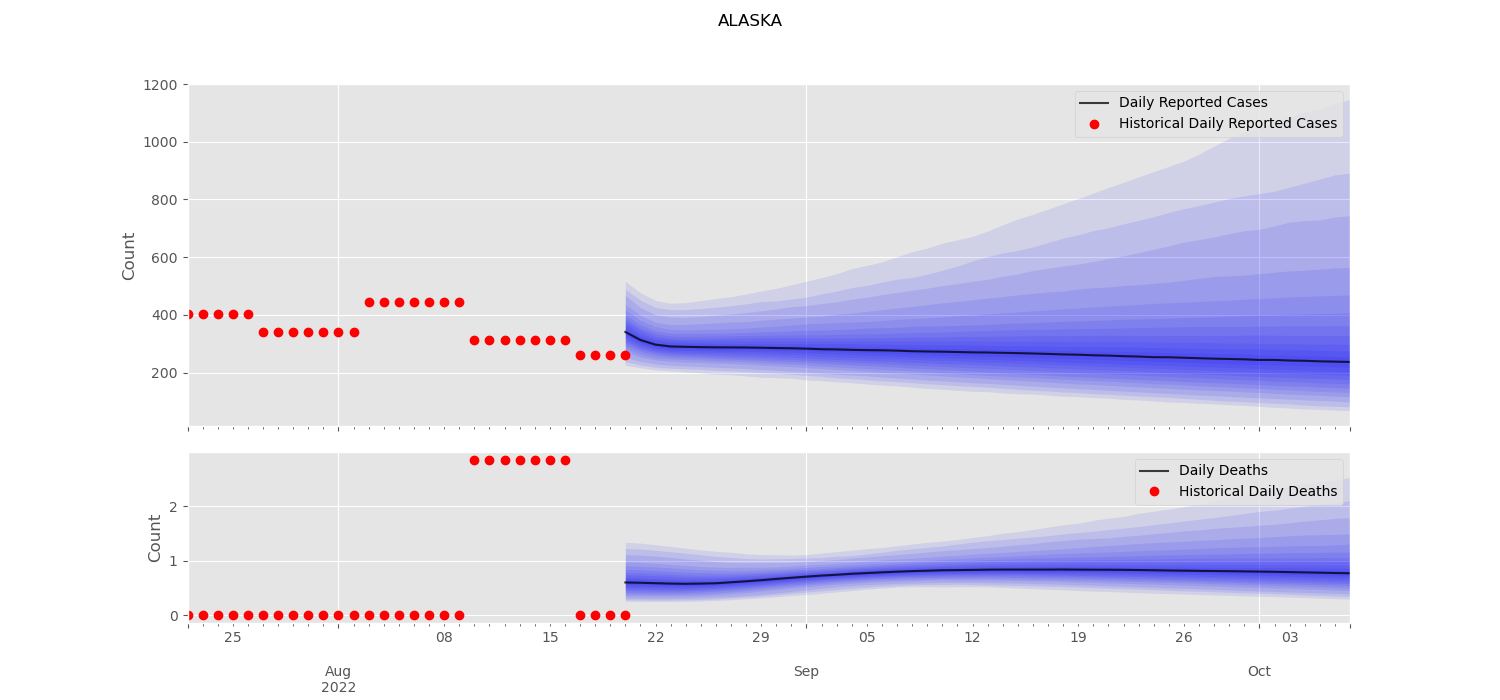 ALASKA
1200
1000
800
600
400
200
Count
Daily Reported Cases
Historical Daily Reported Cases
2
1
0
Count
Daily Deaths
Historical Daily Deaths
25 08 15 22 29 05 12 19 26 03
Aug Sep Oct
2022